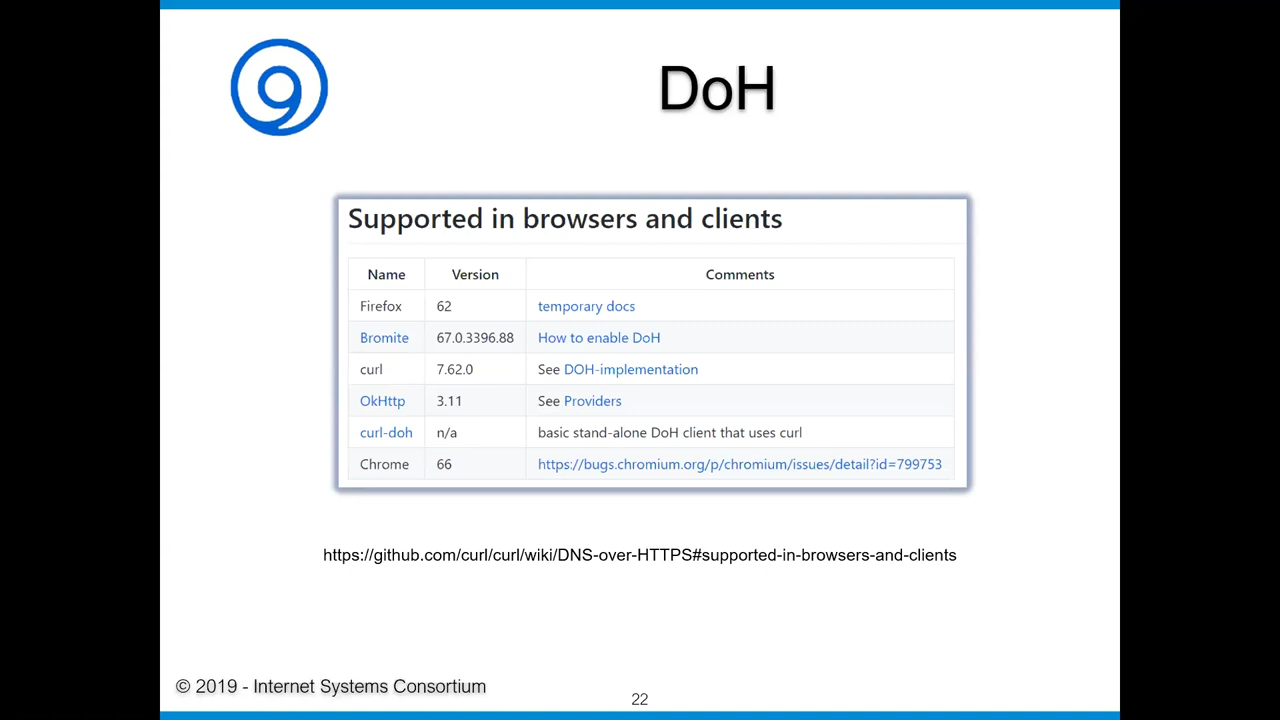 DoH
Supported in browsers and clients
Name Version Comments
Firefox 62 temporary docs
Bromite 67.0.3396.88 How to enable DoH
curl 7.62.0 See DOH-implementation
OkHttp 3.11 See Providers
curl-doh n/a basic stand-alone DoH client that uses curl
Chrome 66 https://bugs.chromium.org/p/chromium/issues/detail?id=799753
https://github.com/curl/curl/wiki/DNS-over-HTTPS#supported-in-browsers-and-clients
© 2019 - Internet Systems Consortium
22